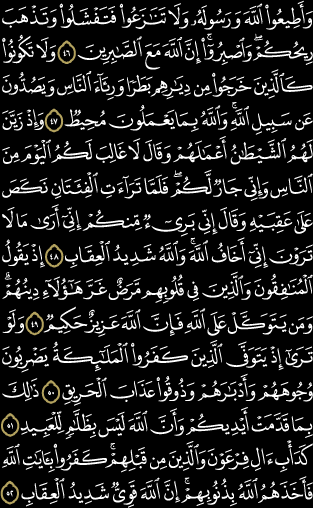 وَأَطِيعُوا۟ ٱللَّهَ وَرَسُولَهُۥ وَلَا تَنَٰزَعُوا۟ فَتَفْشَلُوا۟ وَتَذْهَبَ
رِيحُكُمْ ۖ وَٱصْبِرُوٓا۟ ۚ إِنَّ ٱللَّهَ مَعَ ٱلصَّٰبِرِينَ ٤٦ وَلَا تَكُونُوا۟
كَٱلَّذِينَ خَرَجُوا۟ مِن دِيَٰرِهِم بَطَرًا وَرِئَآءَ ٱلنَّاسِ وَيَصُدُّونَ
عَن سَبِيلِ ٱللَّهِ ۚ وَٱللَّهُ بِمَا يَعْمَلُونَ مُحِيطٌ ٤٧ وَإِذْ زَيَّنَ
لَهُمُ ٱلشَّيْطَٰنُ أَعْمَٰلَهُمْ وَقَالَ لَا غَالِبَ لَكُمُ ٱلْيَوْمَ مِنَ
ٱلنَّاسِ وَإِنِّى جَارٌ لَّكُمْ ۖ فَلَمَّا تَرَآءَتِ ٱلْفِئَتَانِ نَكَصَ
عَلَىٰ عَقِبَيْهِ وَقَالَ إِنِّى بَرِىٓءٌ مِّنكُمْ إِنِّىٓ أَرَىٰ مَا لَا
تَرَوْنَ إِنِّىٓ أَخَافُ ٱللَّهَ ۚ وَٱللَّهُ شَدِيدُ ٱلْعِقَابِ ٤٨ إِذْ يَقُولُ
ٱلْمُنَٰفِقُونَ وَٱلَّذِينَ فِى قُلُوبِهِم مَّرَضٌ غَرَّ هَٰٓؤُلَآءِ دِينُهُمْ ۗ
وَمَن يَتَوَكَّلْ عَلَى ٱللَّهِ فَإِنَّ ٱللَّهَ عَزِيزٌ حَكِيمٌ ٤٩ وَلَوْ
تَرَىٰٓ إِذْ يَتَوَفَّى ٱلَّذِينَ كَفَرُوا۟ ٱلْمَلَٰٓئِكَةُ يَضْرِبُونَ
وُجُوهَهُمْ وَأَدْبَٰرَهُمْ وَذُوقُوا۟ عَذَابَ ٱلْحَرِيقِ ٥٠ ذَٰلِكَ
بِمَا قَدَّمَتْ أَيْدِيكُمْ وَأَنَّ ٱللَّهَ لَيْسَ بِظَلَّٰمٍ لِّلْعَبِيدِ ٥١
كَدَأْبِ ءَالِ فِرْعَوْنَ وَٱلَّذِينَ مِن قَبْلِهِمْ ۚ كَفَرُوا۟ بِـَٔايَٰتِ ٱللَّهِ
فَأَخَذَهُمُ ٱللَّهُ بِذُنُوبِهِمْ ۗ إِنَّ ٱللَّهَ قَوِىٌّ شَدِيدُ ٱلْعِقَابِ ٥٢